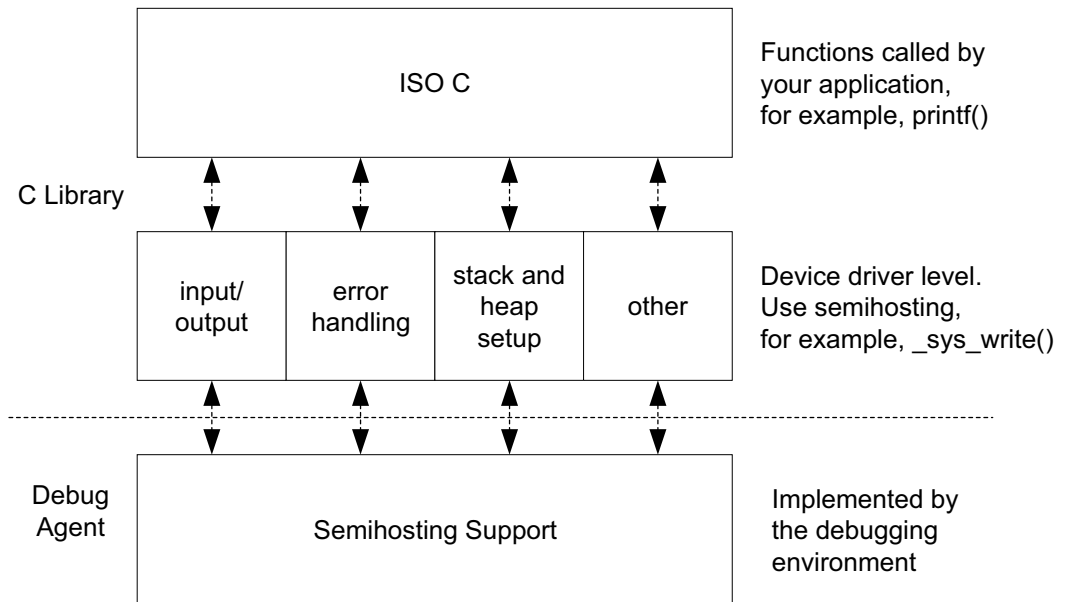 ISO C
Functions called by
your application,
for example, printf()
C Library
input/
output
error
handling
stack and
heap
setup
other
Device driver level.
Use semihosting,
for example, _sys_write()
Debug
Agent
Semihosting Support
Implemented by
the debugging
environment